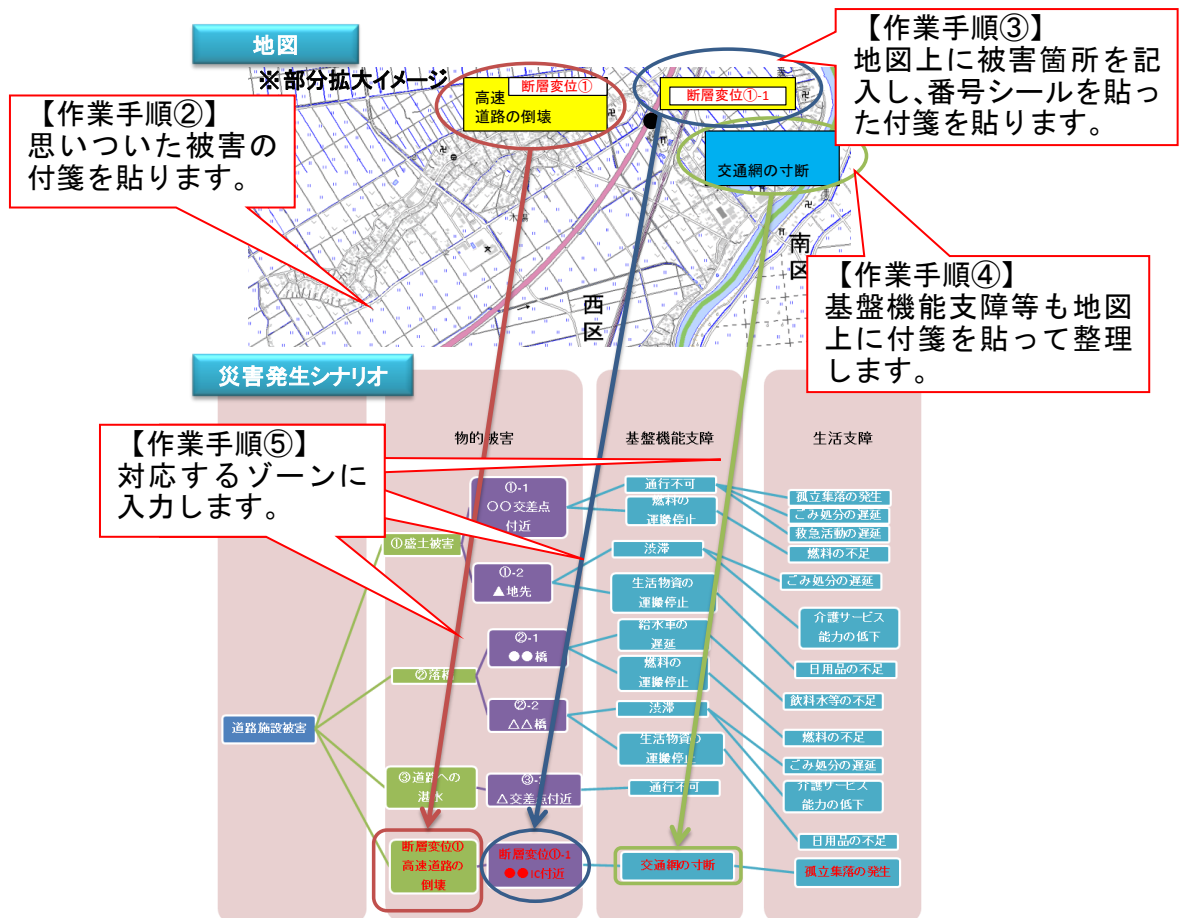 地図
※部分拡大イメージ
【作業手順②】
思いついた被害の
付箋を貼ります。
断層変位①
高速
道路の倒壊
断層変位①-1
【作業手順③】
地図上に被害箇所を記
入し、番号シールを貼っ
た付箋を貼ります。
交通網の寸断
南
区
西
区
【作業手順④】
基盤機能支障等も地図
上に付箋を貼って整理
します。
災害発生シナリオ
【作業手順⑤】
対応するゾーンに
入力します。
物的被害
基盤機能支障
生活支障
道路施設被害
①盛土被害
①-1
〇〇交差点
付近
通行不可
燃料の
運搬停止
孤立集落の発生
ごみ処分の遅延
救急活動の遅延
燃料の不足
①-2
▲地先
渋滞
生活物資の
運搬停止
ごみ処分の遅延
介護サービス
能力の低下
日用品の不足
②落橋
②-1
●●橋
給水車の
遅延
燃料の
運搬停止
飲料水等の不足
燃料の不足
②-2
△△橋
渋滞
生活物資の
運搬停止
ごみ処分の遅延
介護サービス
能力の低下
日用品の不足
③道路への
湛水
③-1
△交差点付近
通行不可
断層変位①
高速道路の
倒壊
断層変位①-1
●●IC付近
交通網の寸断
孤立集落の発生